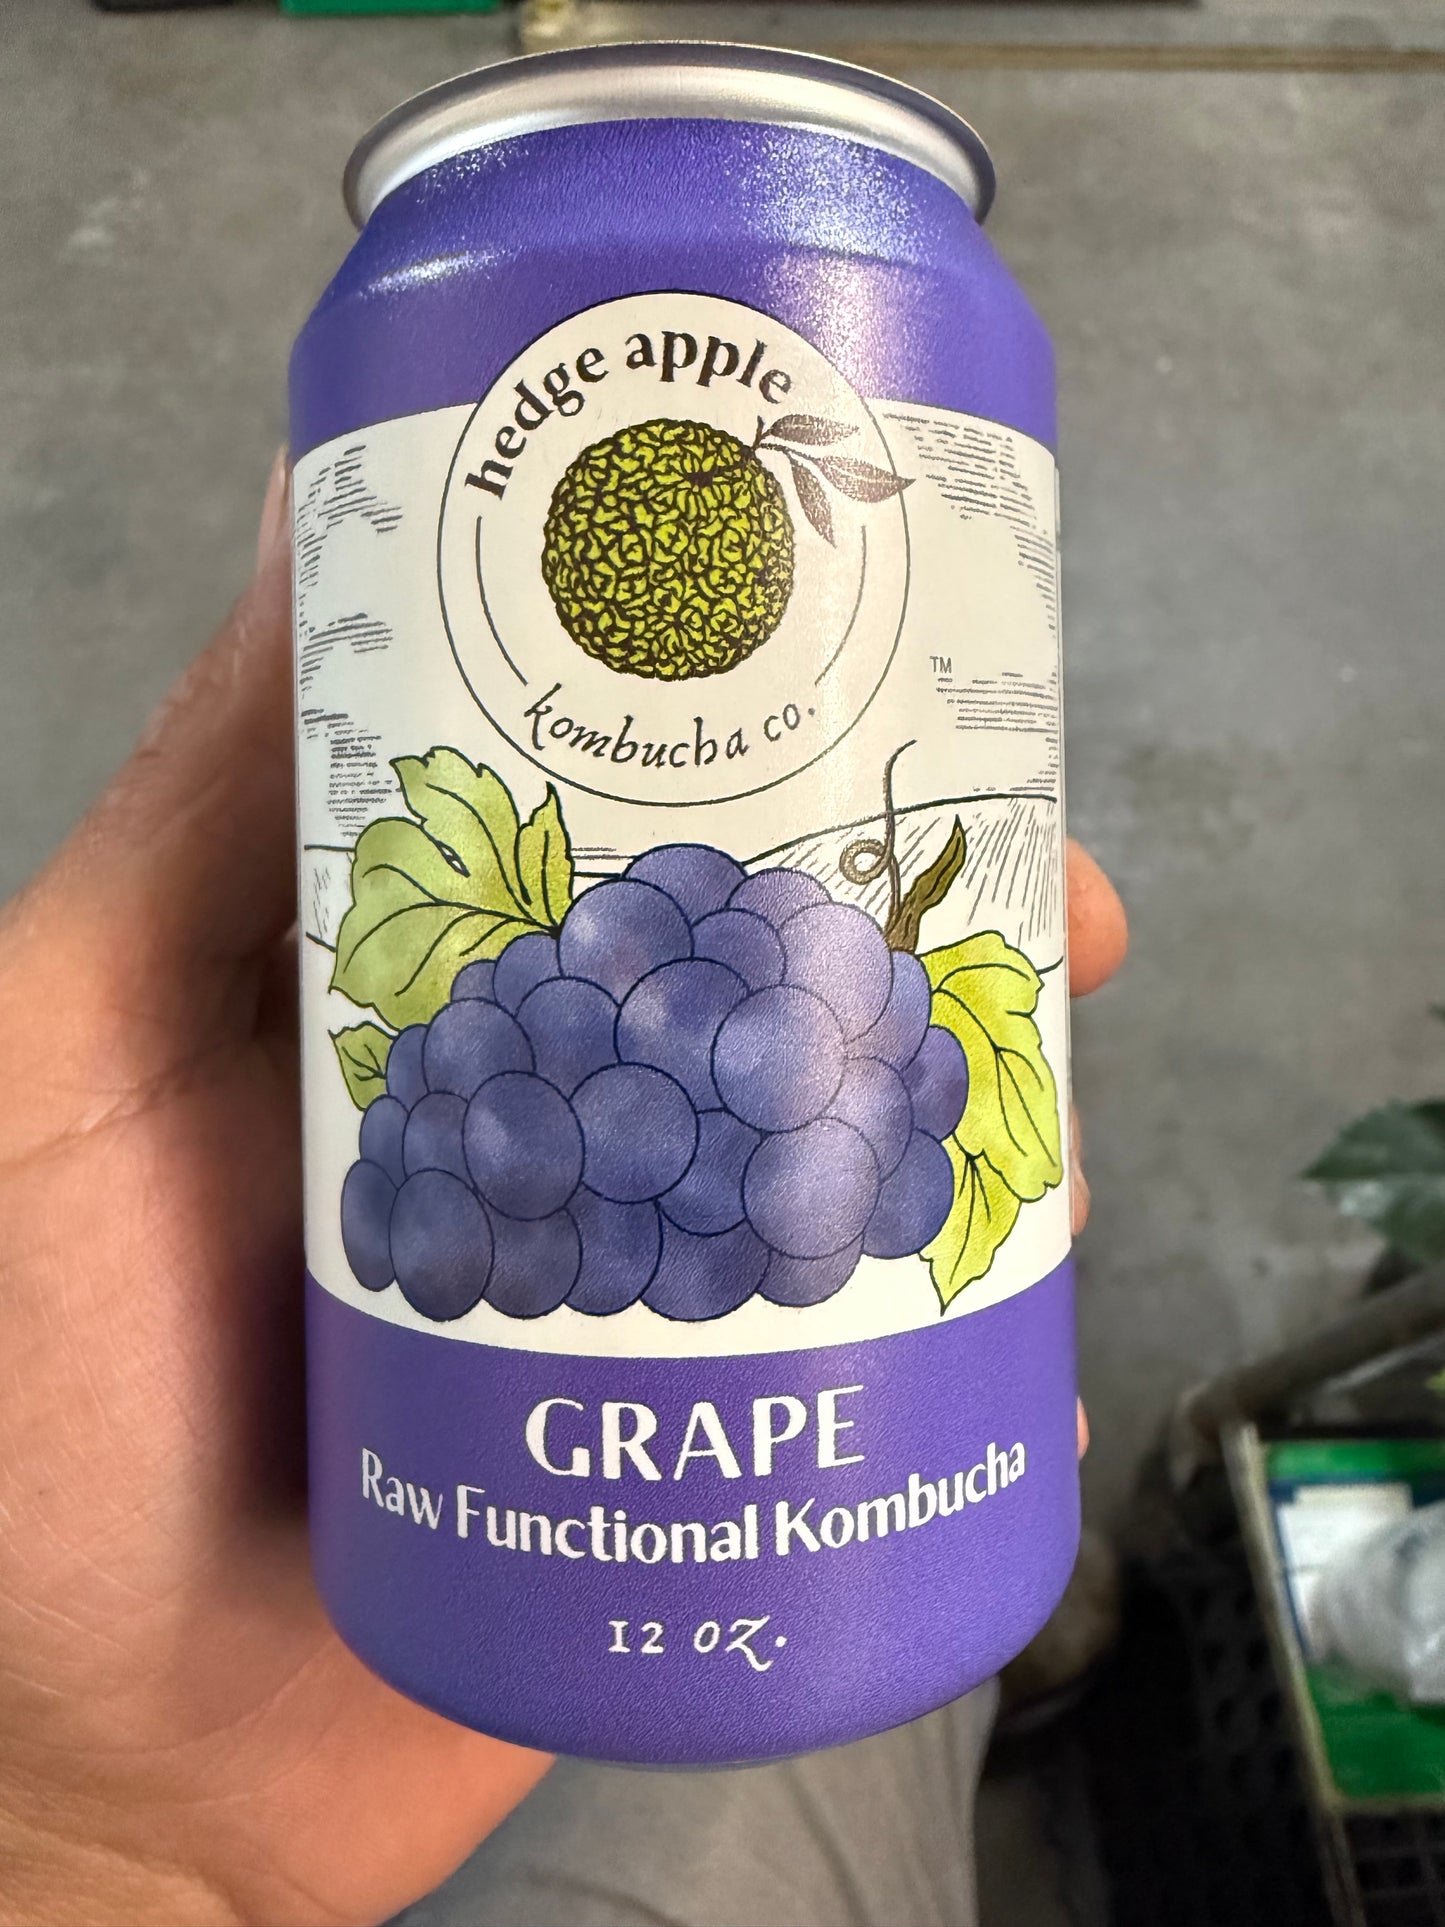 hedge apple
kombucha co.
TM
GRAPE
Raw Functional Kombucha
12 oz.